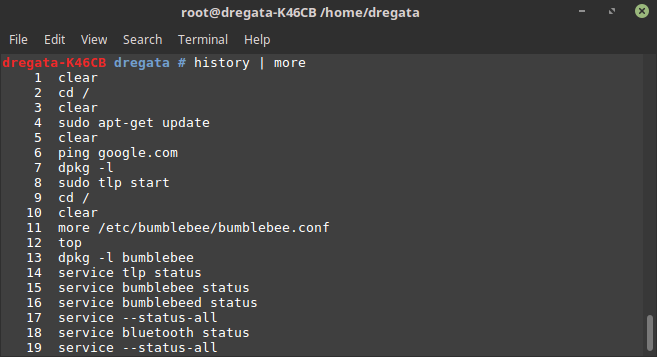 root@dregata-K46CB /home/dregata
File Edit View Search Terminal Help
dregata-K46CB dregata # history | more
1 clear
2 cd /
3 clear
4 sudo apt-get update
5 clear
6 ping google.com
7 dpkg -l
8 sudo tlp start
9 cd /
10 clear
11 more /etc/bumblebee/bumblebee.conf
12 top
13 dpkg -l bumblebee
14 service tlp status
15 service bumblebee status
16 service bumblebeed status
17 service --status-all
18 service bluetooth status
19 service --status-all